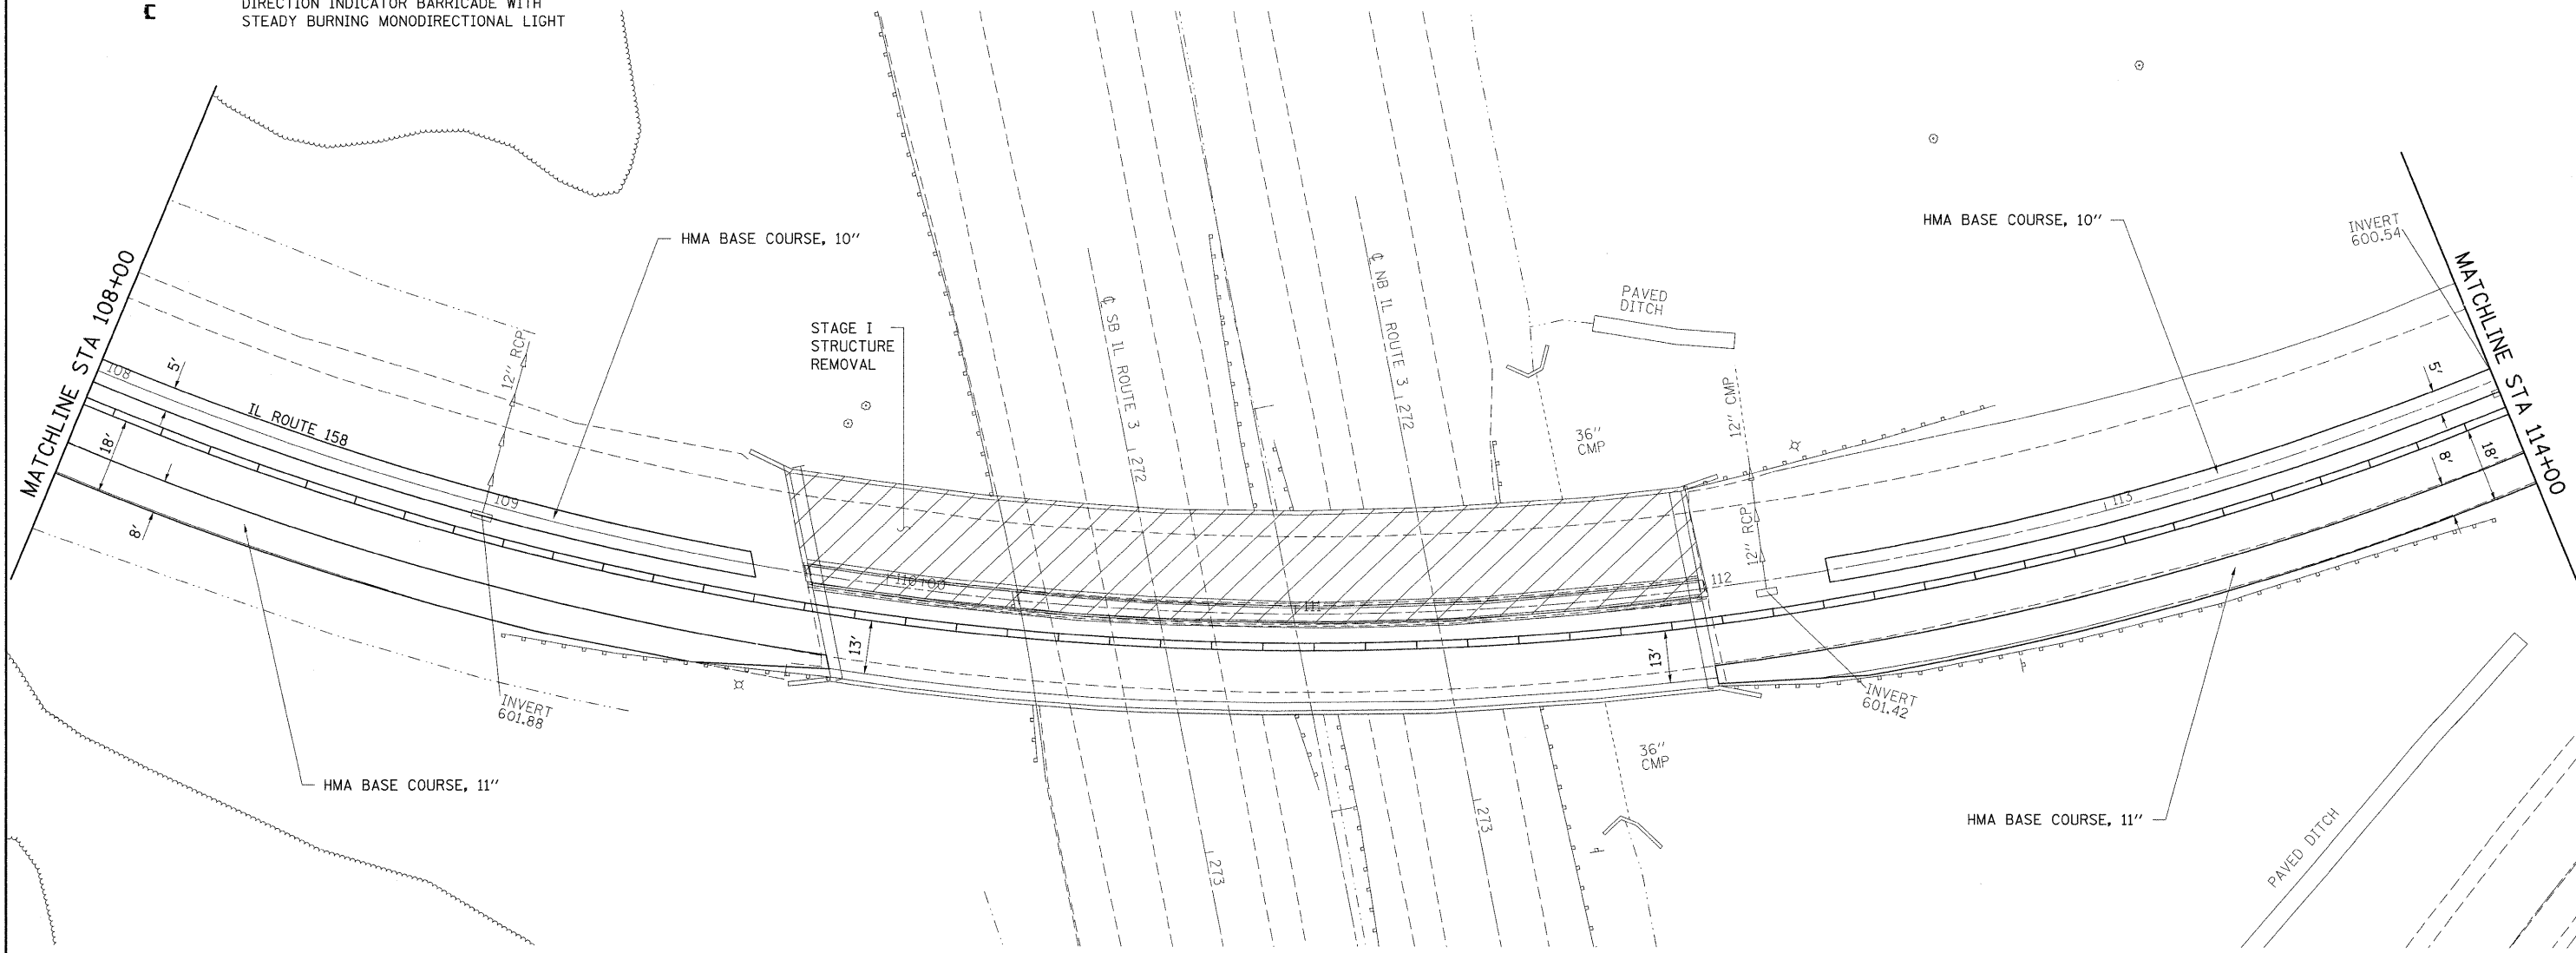 DIRECTION INDICATOR BARRICADE WITH
STEADY BURNING MONODIRECTIONAL LIGHT
MATCHLINE STA 108+00
108
5'
18'
8'
IL ROUTE 158
12" RCP
109
HMA BASE COURSE, 10"
INVERT
601.88
HMA BASE COURSE, 11"
STAGE I
STRUCTURE
REMOVAL
110+00
13'
℄ SB IL ROUTE 3
272
℄ NB IL ROUTE 3
272
111
273
273
PAVED
DITCH
36"
CMP
12" CMP
12" RCP
112
13'
36"
CMP
INVERT
601.42
HMA BASE COURSE, 10"
INVERT
600.54
113
5'
8'
18'
MATCHLINE STA 114+00
HMA BASE COURSE, 11"
PAVED DITCH